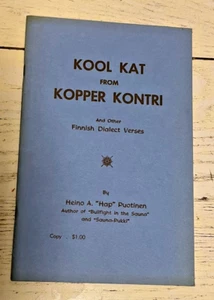 KOOL KAT
FROM
KOPPER KONTRI
And Other
Finnish Dialect Verses
By
Heino A. "Hap" Puotinen
Author of "Bullfight in the Sauna"
and "Sauna-Pukki"
Copy $1.00